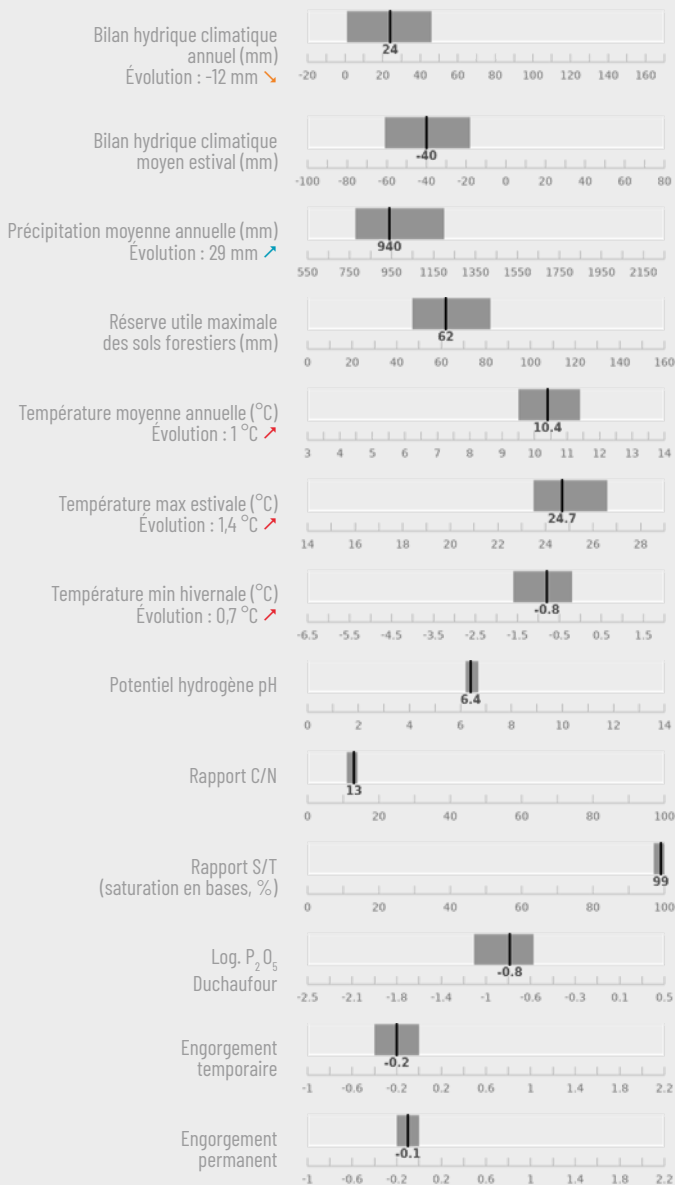 Bilan hydrique climatique
annuel (mm)
Évolution : -12 mm ↘
24
-20 0 20 40 60 80 100 120 140 160
Bilan hydrique climatique
moyen estival (mm)
-40
-100 -80 -60 -40 -20 0 20 40 60 80
Précipitation moyenne annuelle (mm)
Évolution : 29 mm ↗
940
550 750 950 1150 1350 1550 1750 1950 2150
Réserve utile maximale
des sols forestiers (mm)
62
0 20 40 60 80 100 120 140 160
Température moyenne annuelle (°C)
Évolution : 1 °C ↗
10.4
3 4 5 6 7 8 9 10 11 12 13 14
Température max estivale (°C)
Évolution : 1,4 °C ↗
24.7
14 16 18 20 22 24 26 28
Température min hivernale (°C)
Évolution : 0,7 °C ↗
-0.8
-6.5 -5.5 -4.5 -3.5 -2.5 -1.5 -0.5 0.5 1.5
Potentiel hydrogène pH
6.4
0 2 4 6 8 10 12 14
Rapport C/N
13
0 20 40 60 80 100
Rapport S/T
(saturation en bases, %)
99
0 20 40 60 80 100
Log. P₂ O₅
Duchaufour
-0.8
-2.5 -2.1 -1.8 -1.4 -1 -0.6 -0.3 0.1 0.5
Engorgement
temporaire
-0.2
-1 -0.6 -0.2 0.2 0.6 1 1.4 1.8 2.2
Engorgement
permanent
-0.1
-1 -0.6 -0.2 0.2 0.6 1 1.4 1.8 2.2